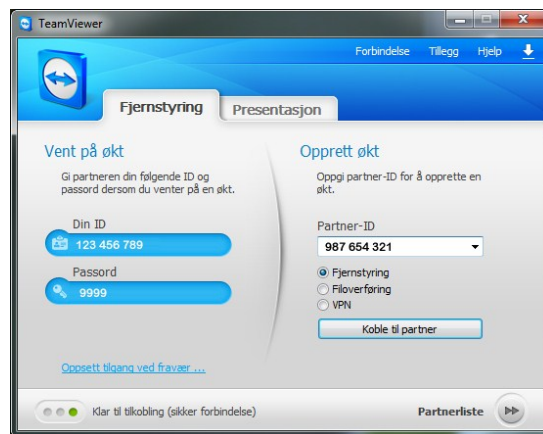 TeamViewer
Forbindelse Tillegg Hjelp
Fjernstyring Presentasjon
Vent på økt
Gi partneren din følgende ID og
passord dersom du venter på en økt.
Din ID
123 456 789
Passord
9999
Oppsett tilgang ved fravær ...
Opprett økt
Oppgi partner-ID for å opprette en
økt.
Partner-ID
987 654 321
Fjernstyring
Filoverføring
VPN
Koble til partner
Klar til tilkobling (sikker forbindelse)
Partnerliste